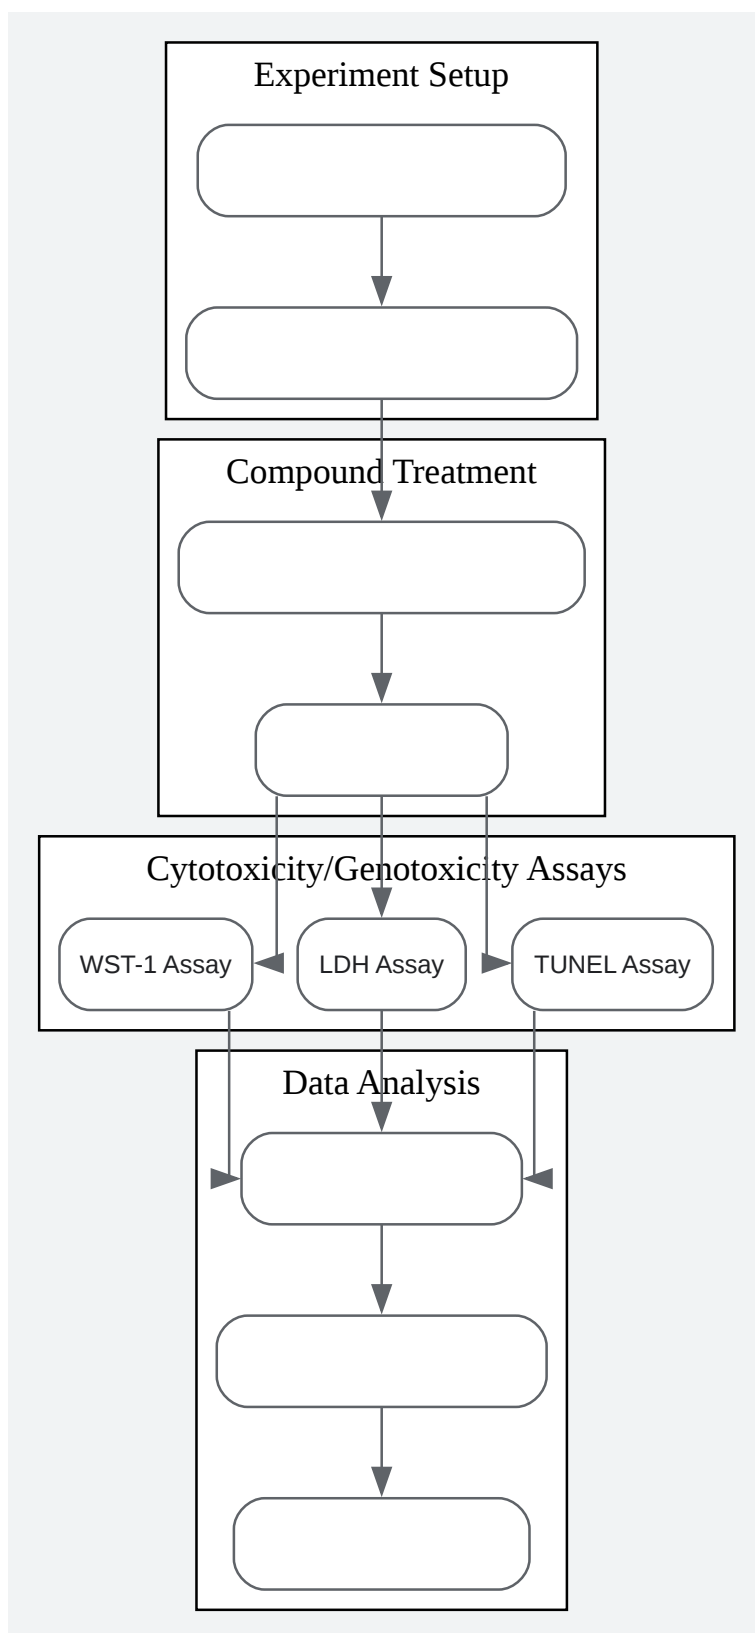 Experiment Setup
Compound Treatment
Cytotoxicity/Genotoxicity Assays
WST-1 Assay
LDH Assay
TUNEL Assay
Data Analysis